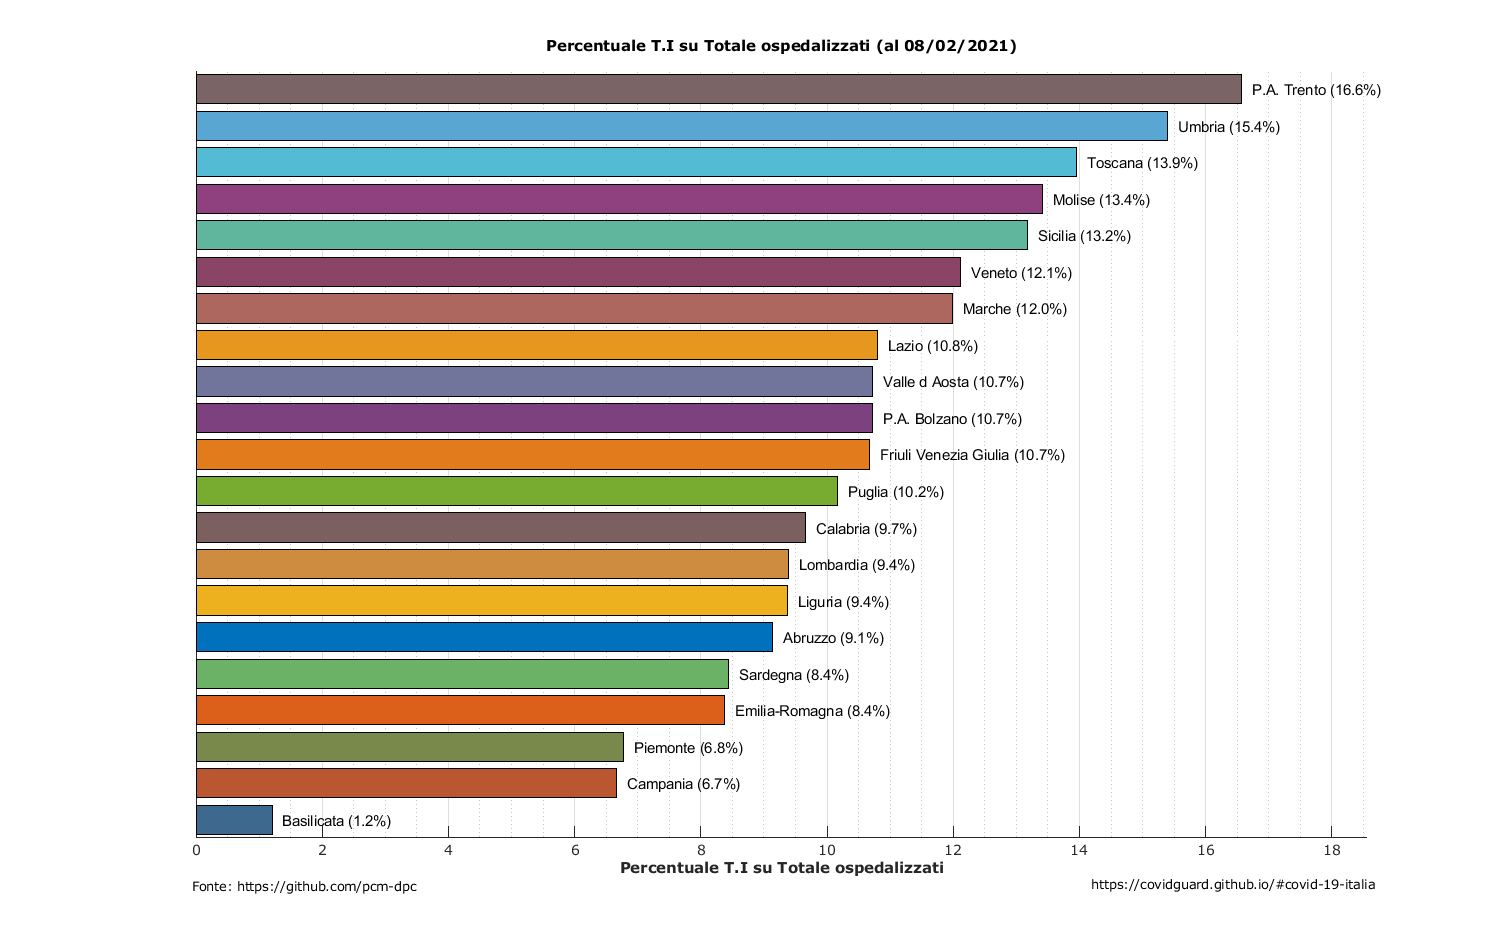 Percentuale T.I su Totale ospedalizzati (al 08/02/2021)
P.A. Trento (16.6%)
Umbria (15.4%)
Toscana (13.9%)
Molise (13.4%)
Sicilia (13.2%)
Veneto (12.1%)
Marche (12.0%)
Lazio (10.8%)
Valle d Aosta (10.7%)
P.A. Bolzano (10.7%)
Friuli Venezia Giulia (10.7%)
Puglia (10.2%)
Calabria (9.7%)
Lombardia (9.4%)
Liguria (9.4%)
Abruzzo (9.1%)
Sardegna (8.4%)
Emilia-Romagna (8.4%)
Piemonte (6.8%)
Campania (6.7%)
Basilicata (1.2%)
0 2 4 6 8 10 12 14 16 18
Percentuale T.I su Totale ospedalizzati
Fonte: https://github.com/pcm-dpc
https://covidguard.github.io/#covid-19-italia